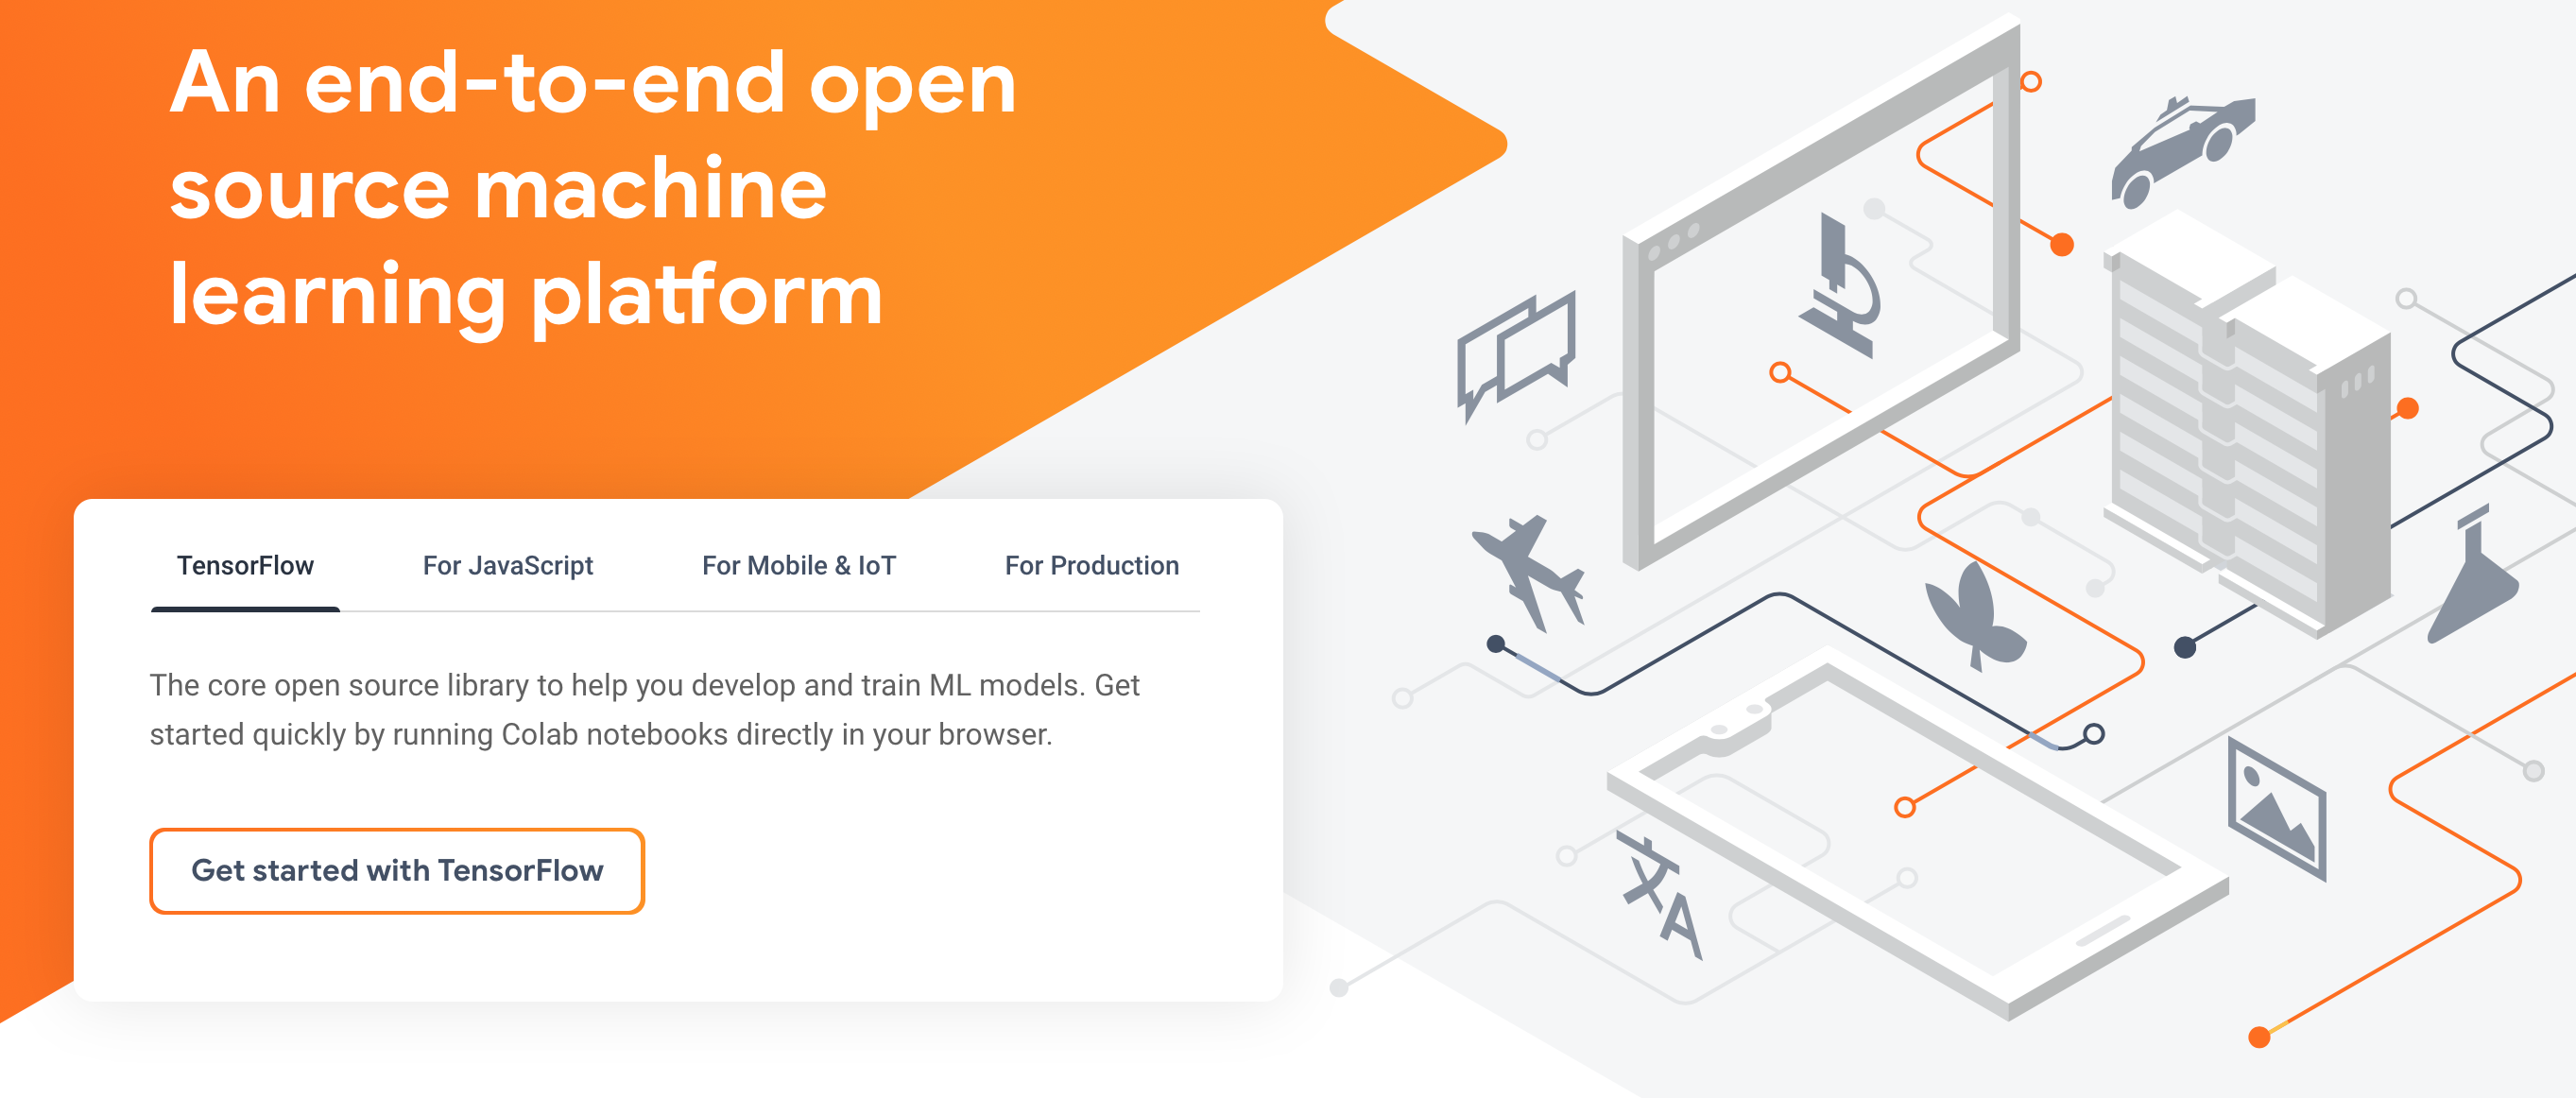 An end-to-end open
source machine
learning platform
TensorFlow
For JavaScript
For Mobile & IoT
For Production
The core open source library to help you develop and train ML models. Get
started quickly by running Colab notebooks directly in your browser.
Get started with TensorFlow
文A